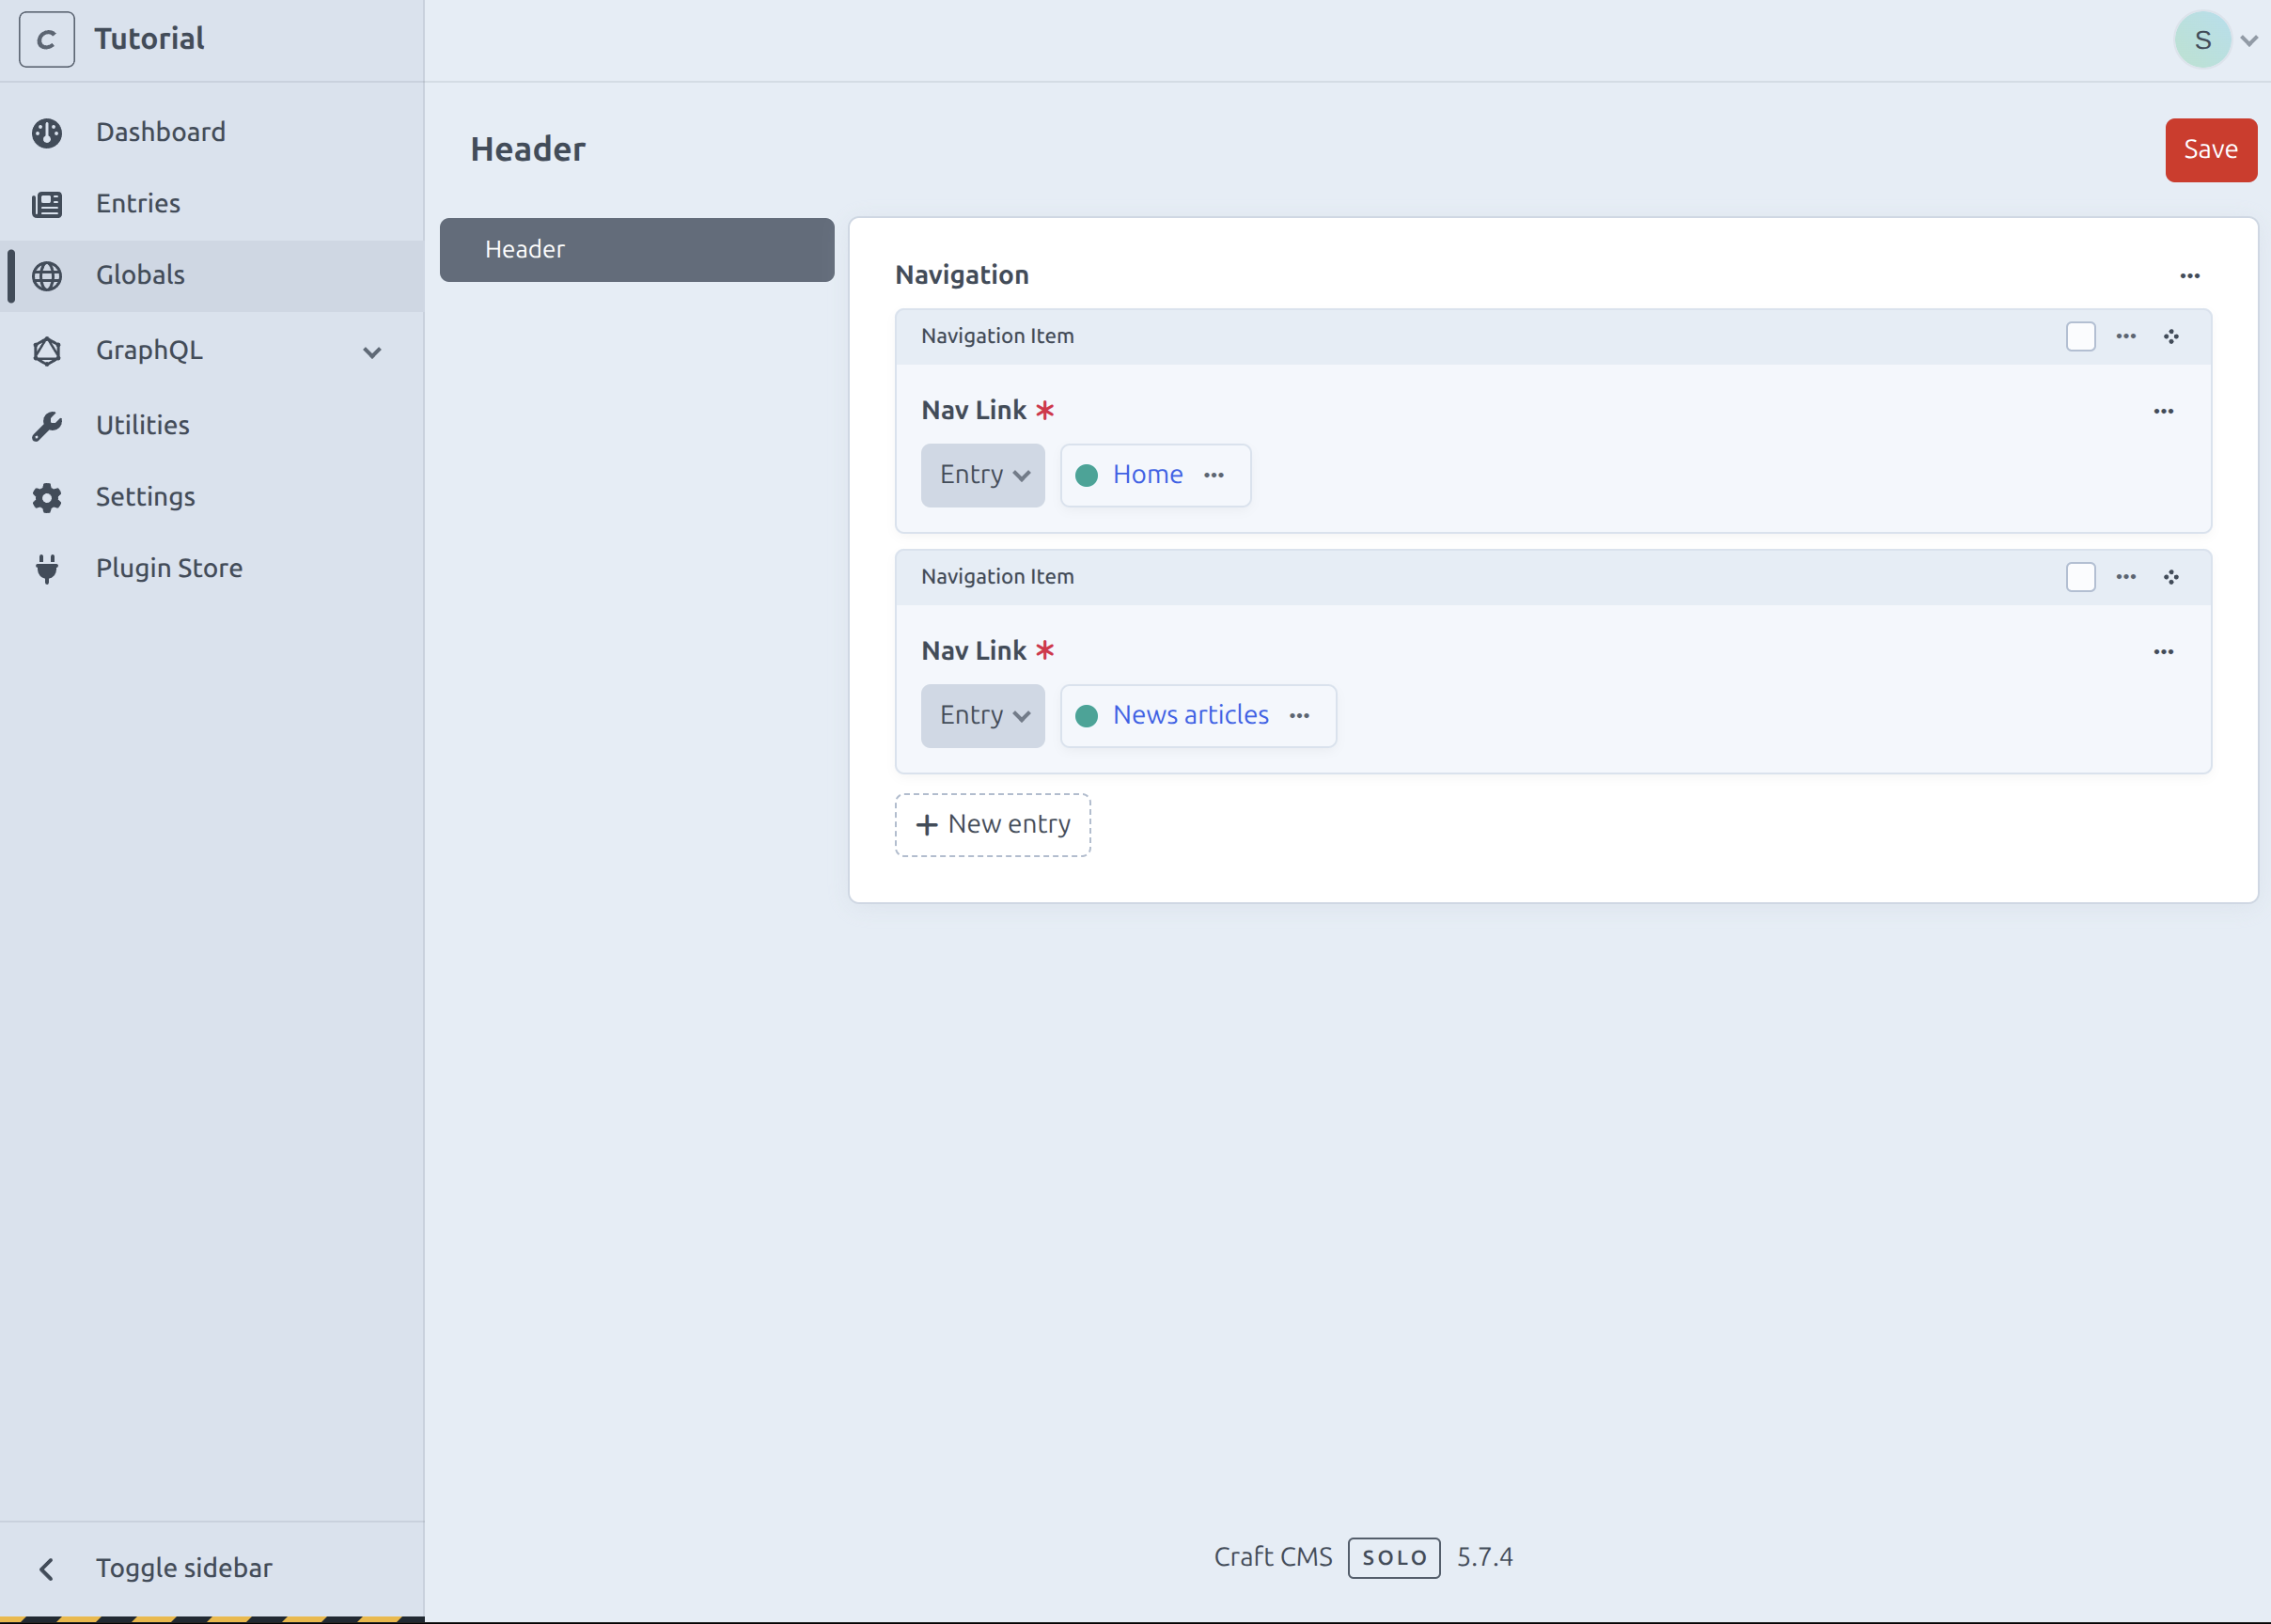 C Tutorial
S
Dashboard
Entries
Globals
GraphQL
Utilities
Settings
Plugin Store
Toggle sidebar
Header
Save
Header
Navigation
Navigation Item
Nav Link *
Entry Home
Navigation Item
Nav Link *
Entry News articles
+ New entry
Craft CMS SOLO 5.7.4